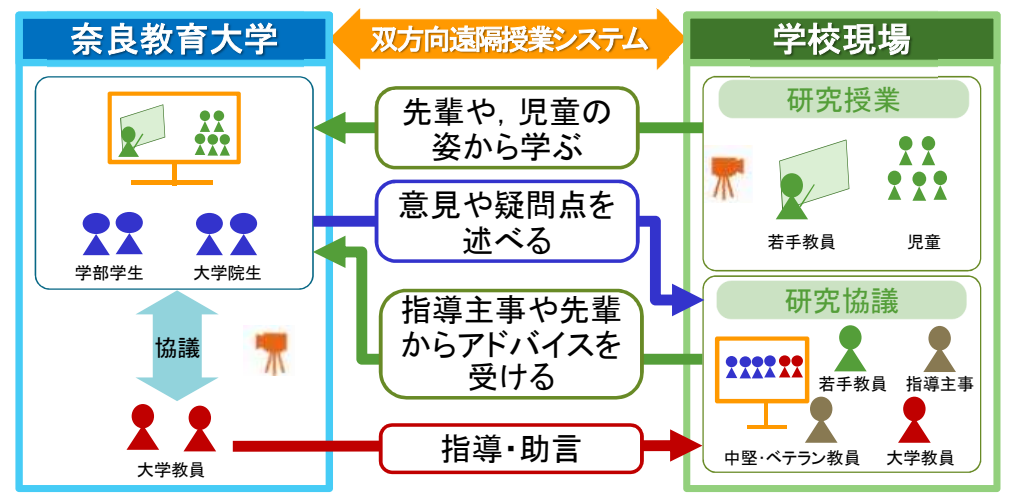 奈良教育大学
双方向遠隔授業システム
学校現場
先輩や，児童の
姿から学ぶ
意見や疑問点を
述べる
指導主事や先輩
からアドバイスを
受ける
指導・助言
学部学生
大学院生
協議
大学教員
研究授業
若手教員
児童
研究協議
若手教員
指導主事
中堅・ベテラン教員
大学教員